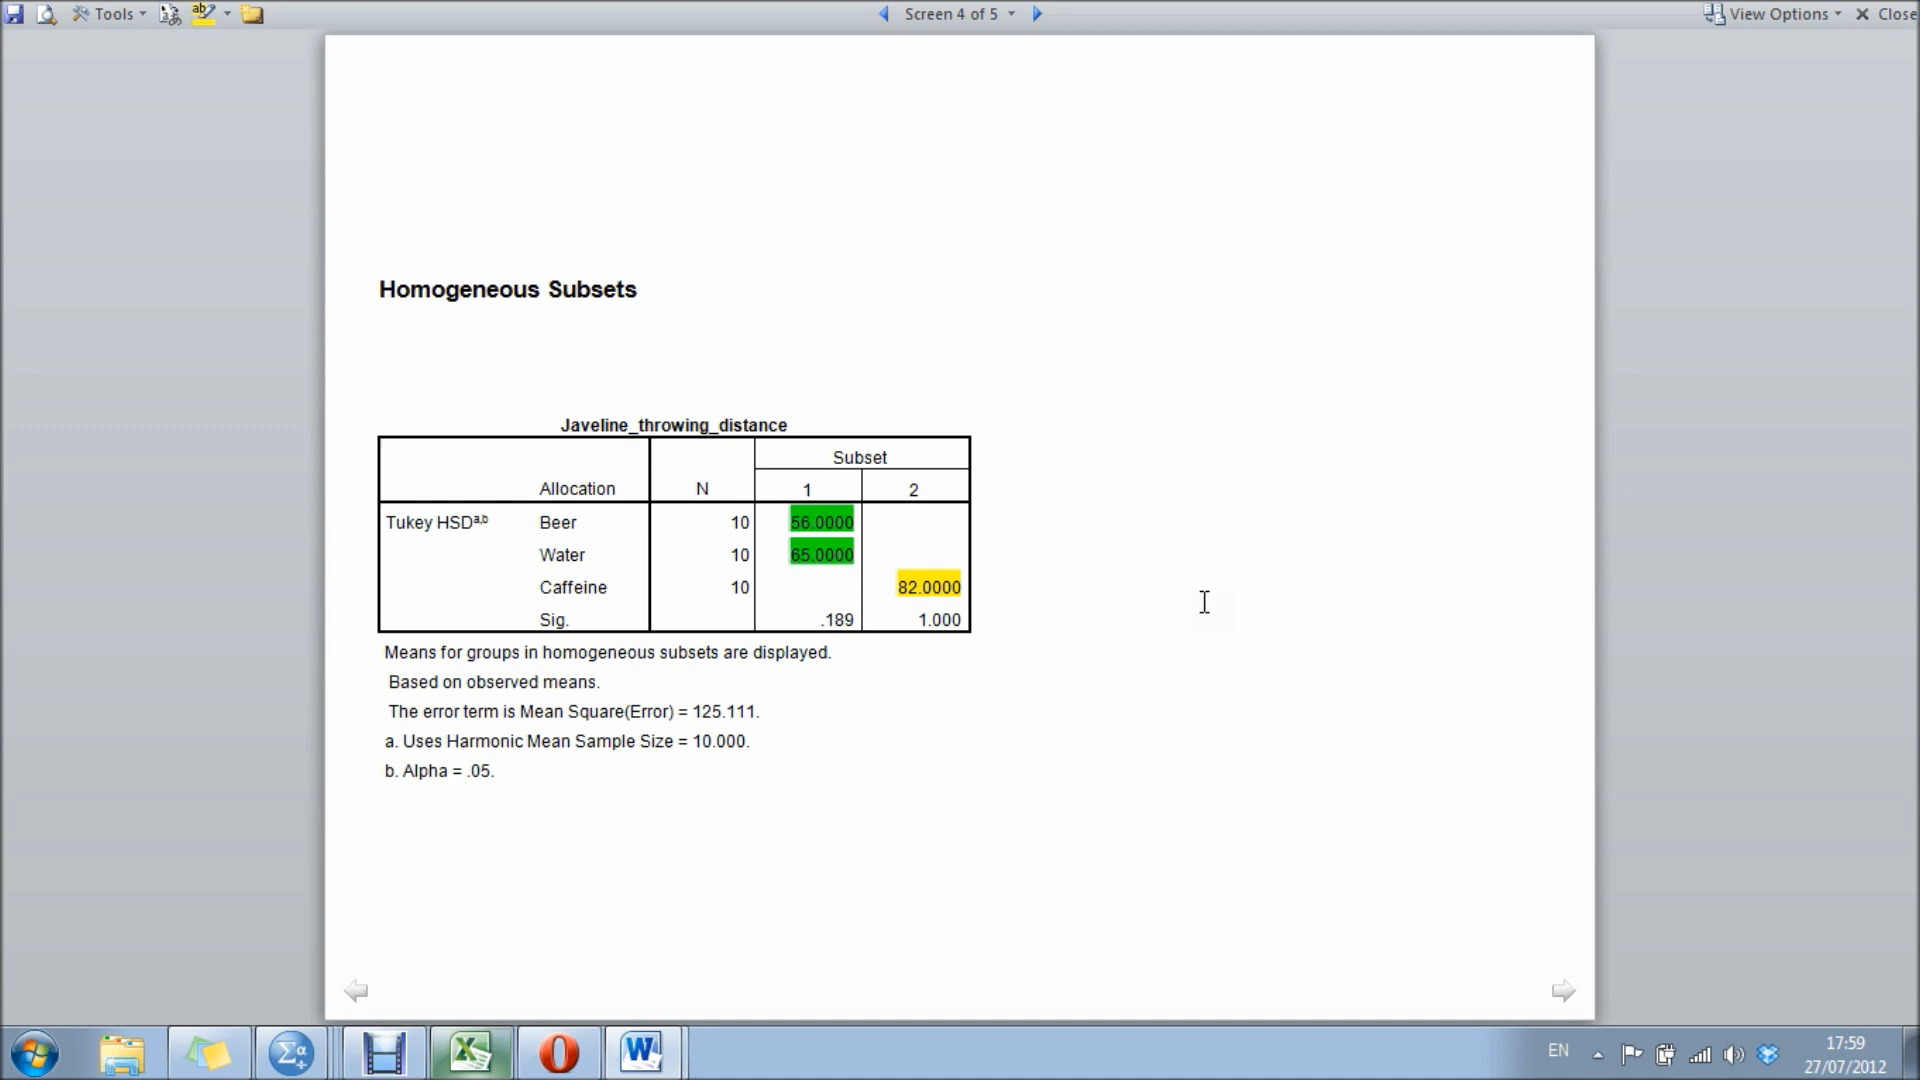 Tools
Screen 4 of 5
View Options
Close
Homogeneous Subsets
Javeline_throwing_distance
Subset
Allocation N 1 2
Tukey HSDa,b Beer 10 56.0000
Water 10 65.0000
Caffeine 10 82.0000
Sig. .189 1.000
Means for groups in homogeneous subsets are displayed.
Based on observed means.
The error term is Mean Square(Error) = 125.111.
a. Uses Harmonic Mean Sample Size = 10.000.
b. Alpha = .05.
EN
17:59
27/07/2012